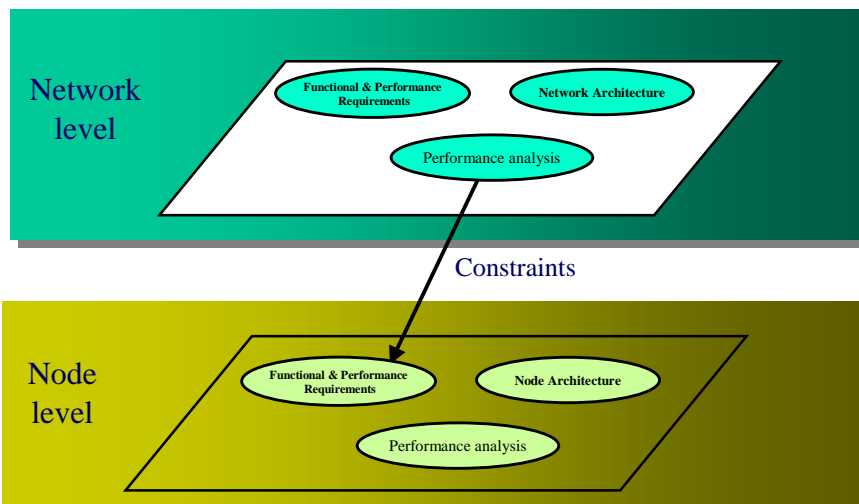 Network
level
Functional & Performance
Requirements
Network Architecture
Performance analysis
Constraints
Node
level
Functional & Performance
Requirements
Node Architecture
Performance analysis